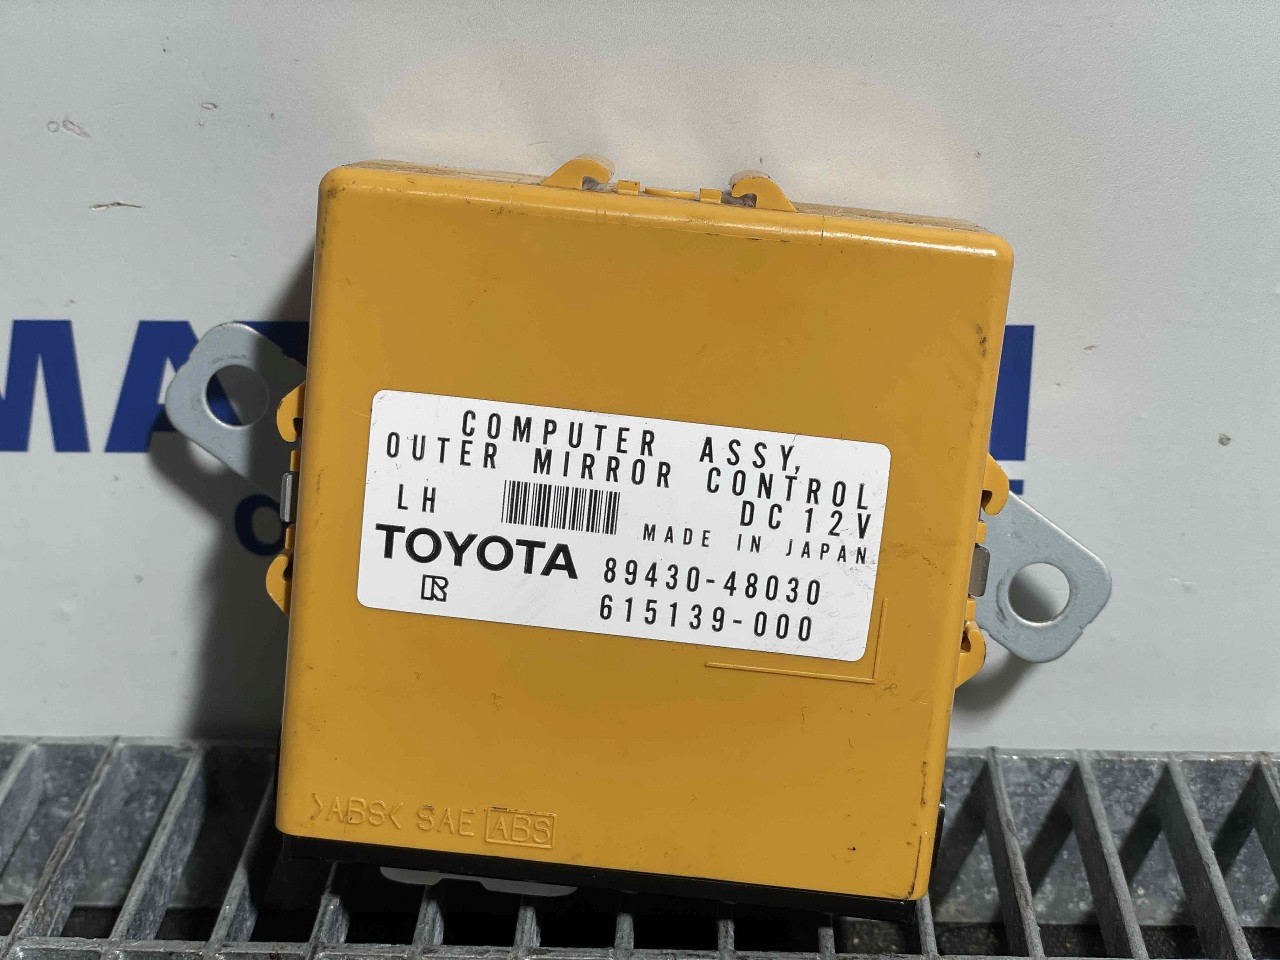 COMPUTER ASSY,
OUTER MIRROR CONTROL
LH DC12V
MADE IN JAPAN
TOYOTA 89430-48030
R 615139-000
>ABS< SAE ABS